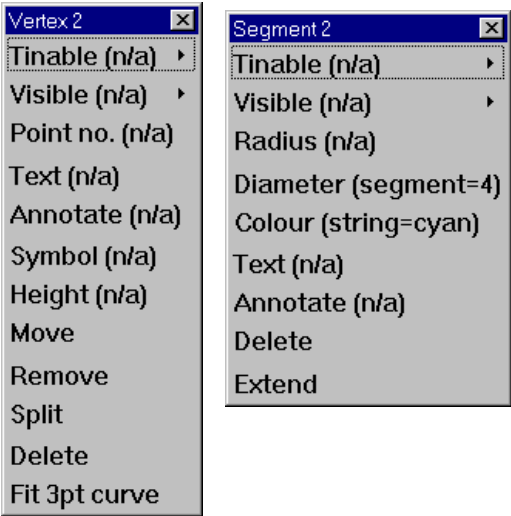 Vertex 2
Tinable (n/a)
Visible (n/a)
Point no. (n/a)
Text (n/a)
Annotate (n/a)
Symbol (n/a)
Height (n/a)
Move
Remove
Split
Delete
Fit 3pt curve
Segment 2
Tinable (n/a)
Visible (n/a)
Radius (n/a)
Diameter (segment=4)
Colour (string=cyan)
Text (n/a)
Annotate (n/a)
Delete
Extend